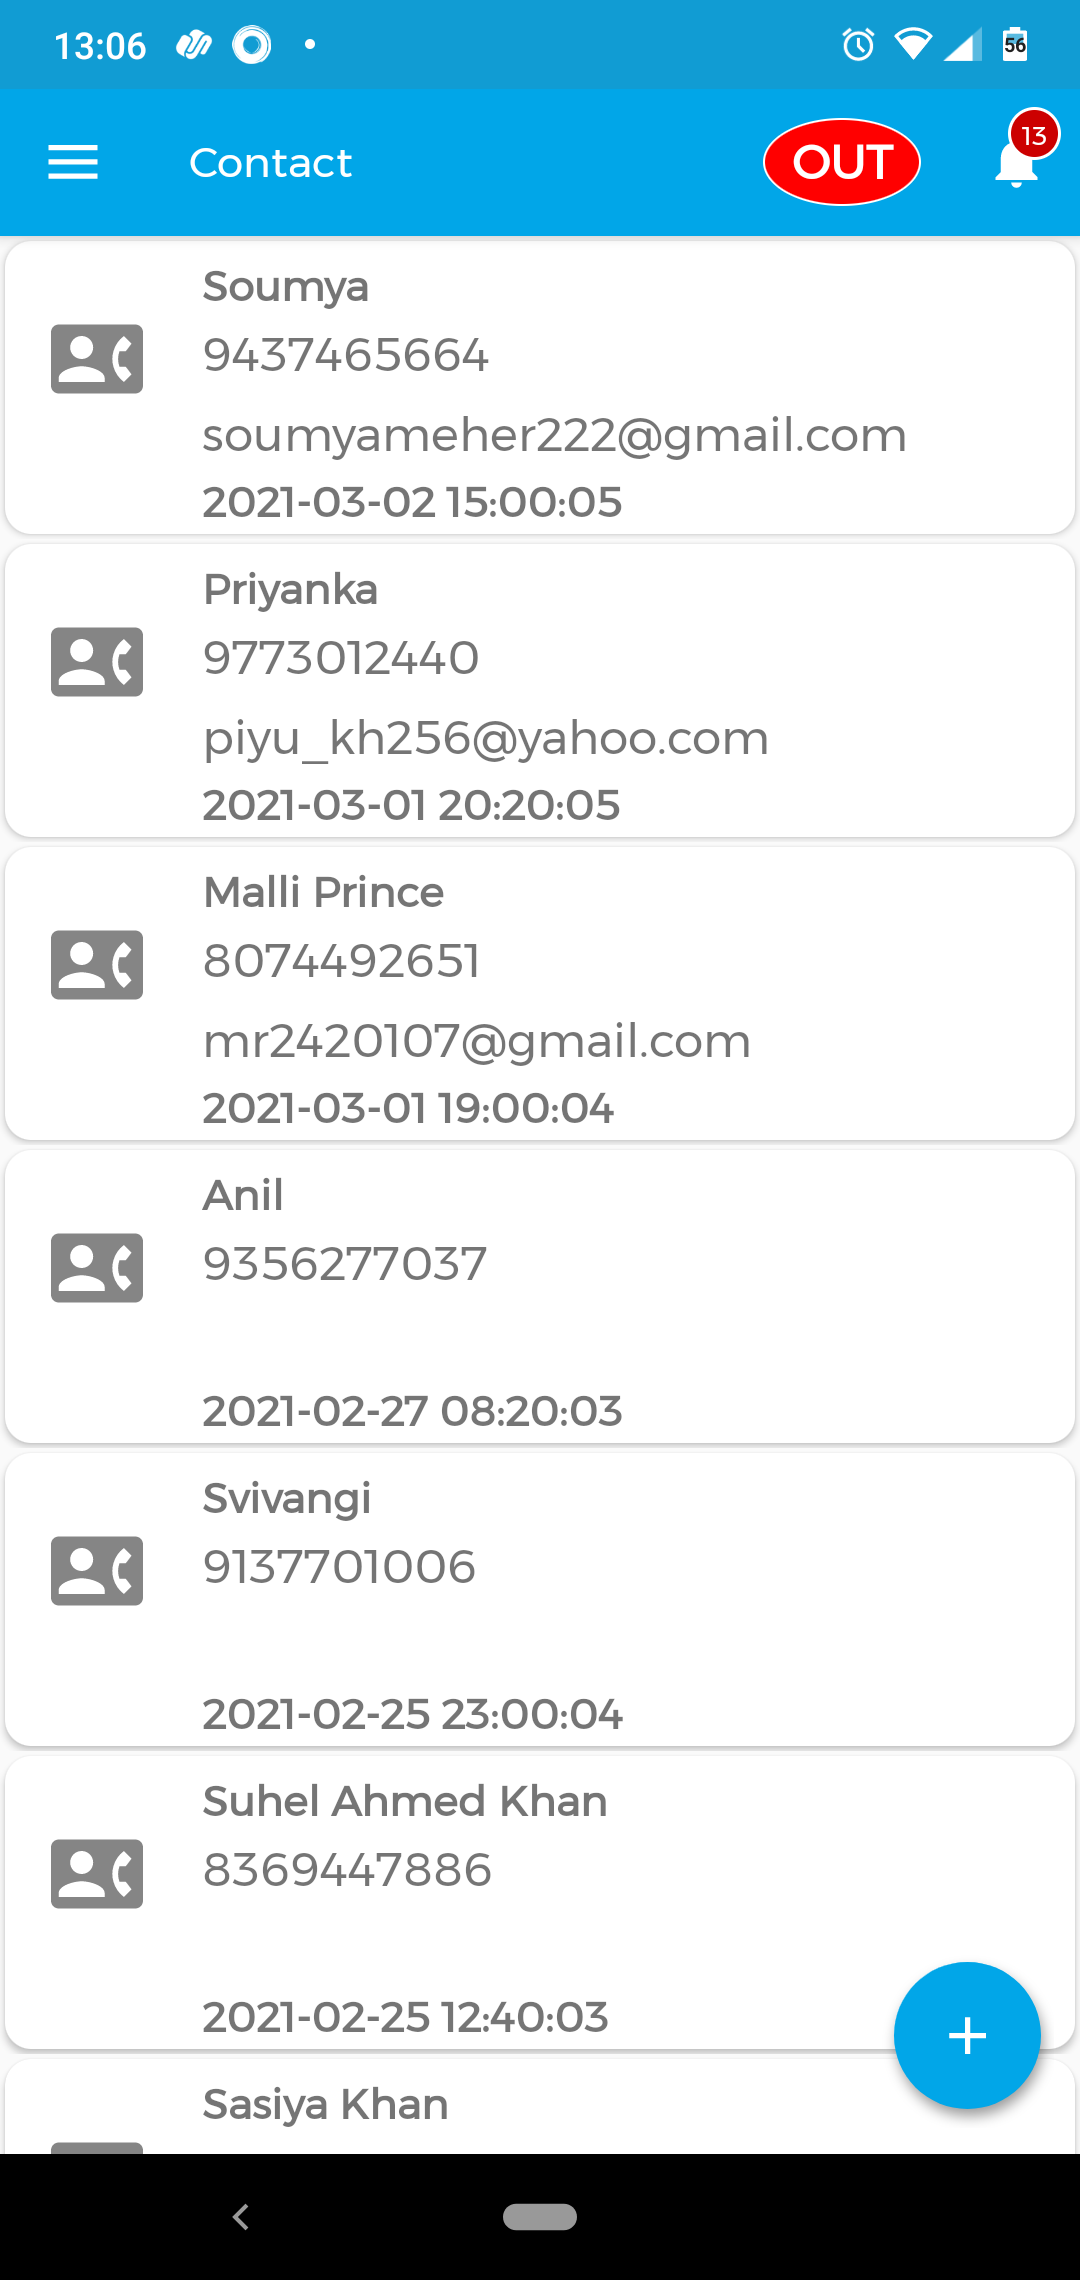 13:06
56
Contact
OUT
13
Soumya
9437465664
soumyameher222@gmail.com
2021-03-02 15:00:05
Priyanka
9773012440
piyu_kh256@yahoo.com
2021-03-01 20:20:05
Malli Prince
8074492651
mr2420107@gmail.com
2021-03-01 19:00:04
Anil
9356277037
2021-02-27 08:20:03
Svivangi
9137701006
2021-02-25 23:00:04
Suhel Ahmed Khan
8369447886
2021-02-25 12:40:03
+
Sasiya Khan